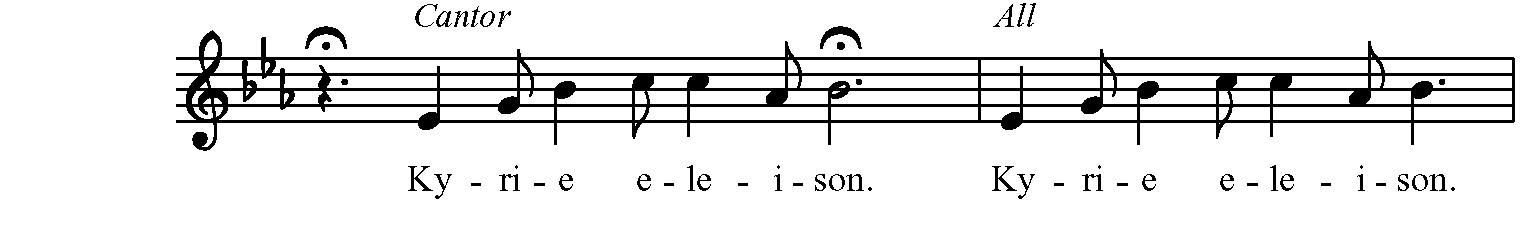 Cantor All
Ky - ri - e e - le - i - son. Ky - ri - e e - le - i - son.